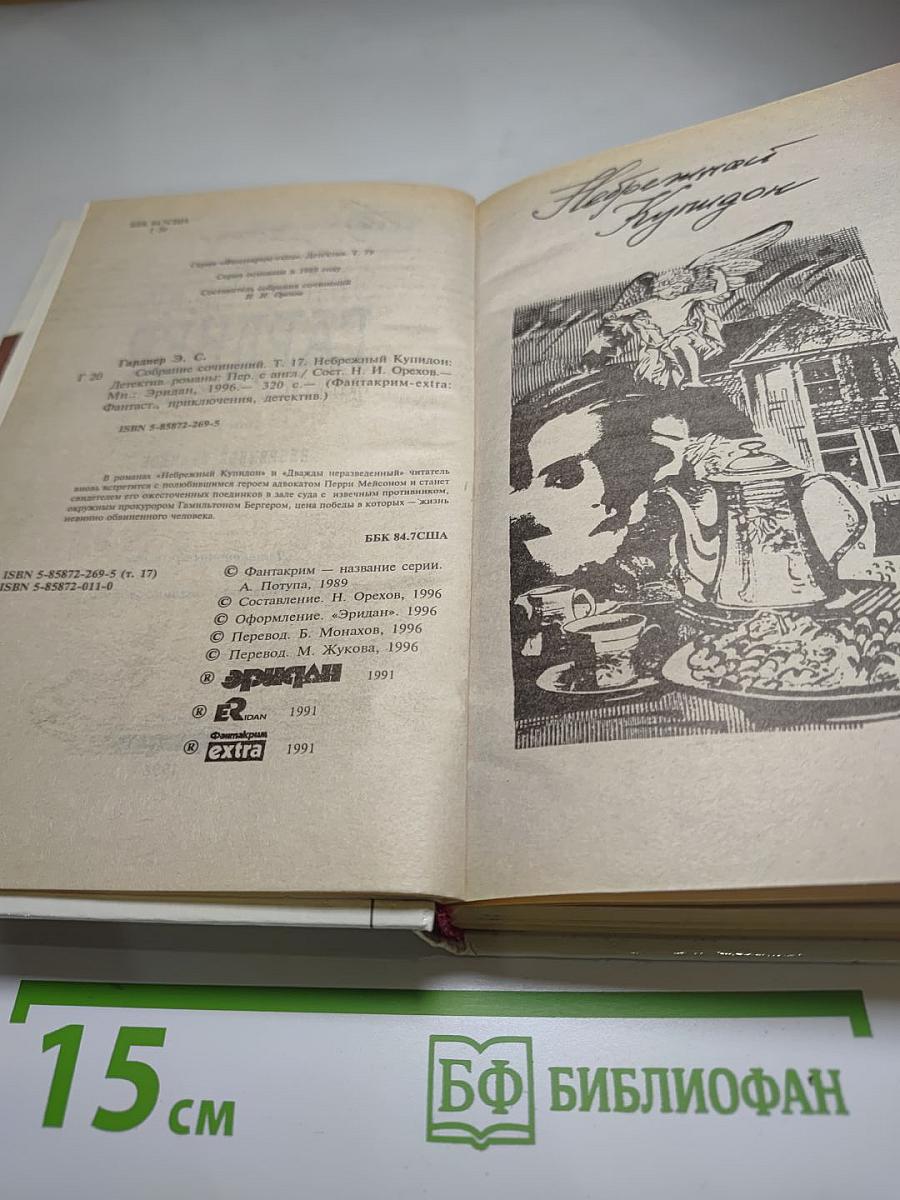 ББК 84.7США
Г 20
Серия «Фантакрим-extra. Детектив. Т.
Серия основана в 1989 году
Составитель собрания сочинений
Н. И. Орехов
Гарднер Э. С.
Г 20 Собрание сочинений. Т. 17. Небрежный Купидон:
Детектив. романы: Пер. с англ./ Сост. Н. И. Орехов.—
Мн.: Эридан, 1996.— 320 с.— (Фантакрим-extra:
Фантаст., приключения, детектив.)
ISBN 5-85872-269-5
В романах «Небрежный Купидон» и «Дважды неразведенный» читатель
вновь встретится с полюбившимся героем адвокатом Перри Мейсоном и станет
свидетелем его ожесточенных поединков в зале суда с извечным противником,
окружным прокурором Гамильтоном Бергером, цена победы в которых — жизнь
невинно обвиненного человека.
ББК 84.7США
ISBN 5-85872-269-5 (т. 17)
ISBN 5-85872-011-0
© Фантакрим — название серии.
А. Потупа, 1989
© Составление. Н. Орехов, 1996
© Оформление. «Эридан». 1996
© Перевод. Б. Монахов, 1996
© Перевод. М. Жукова, 1996
® Эридан 1991
® ERIDAN 1991
® Фантакрим extra 1991
Небрежный
Купидон
15 см
БФ БИБЛИОФАН